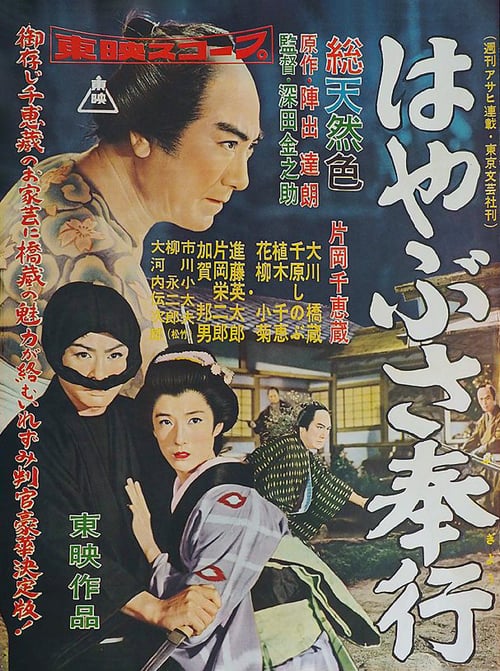 (週刊アサヒ連載・東京文芸社刊)
はやぶさ奉行
東映スコープ
東映
総天然色
原作・陣出達朗
監督・深田金之助
片岡千恵蔵
大川橋蔵
千原しのぶ
植木千恵
花柳小菊
進藤英太郎
片岡栄二郎
加賀邦男
市川小太夫
柳永二郎(松竹)
大河内伝次郎
御存じ千恵蔵のお家芸に橋蔵の魅力が絡むいれずみ判官豪華決定版!
東映作品